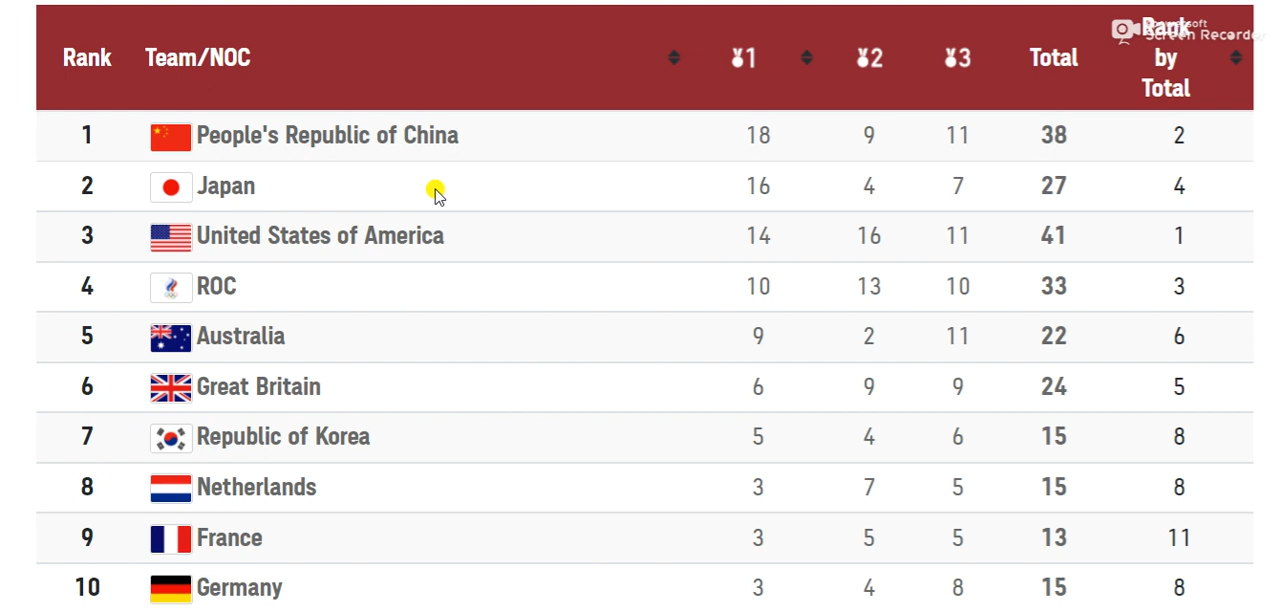 Rank Team/NOC 1 2 3 Total Rank by Total
Screen Recorder
1 People's Republic of China 18 9 11 38 2
2 Japan 16 4 7 27 4
3 United States of America 14 16 11 41 1
4 ROC 10 13 10 33 3
5 Australia 9 2 11 22 6
6 Great Britain 6 9 9 24 5
7 Republic of Korea 5 4 6 15 8
8 Netherlands 3 7 5 15 8
9 France 3 5 5 13 11
10 Germany 3 4 8 15 8